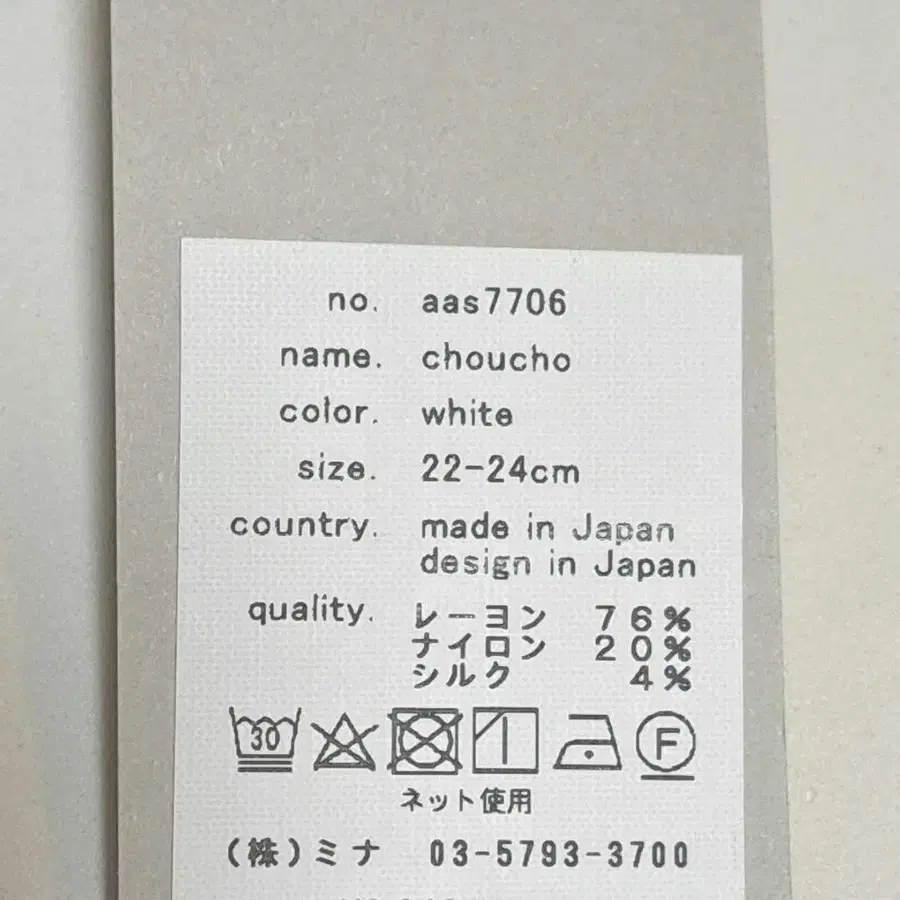 no. aas7706
name. choucho
color. white
size. 22-24cm
country. made in Japan
design in Japan
quality. レーヨン 76%
ナイロン 20%
シルク 4%
30 F
ネット使用
(株)ミナ 03-5793-3700